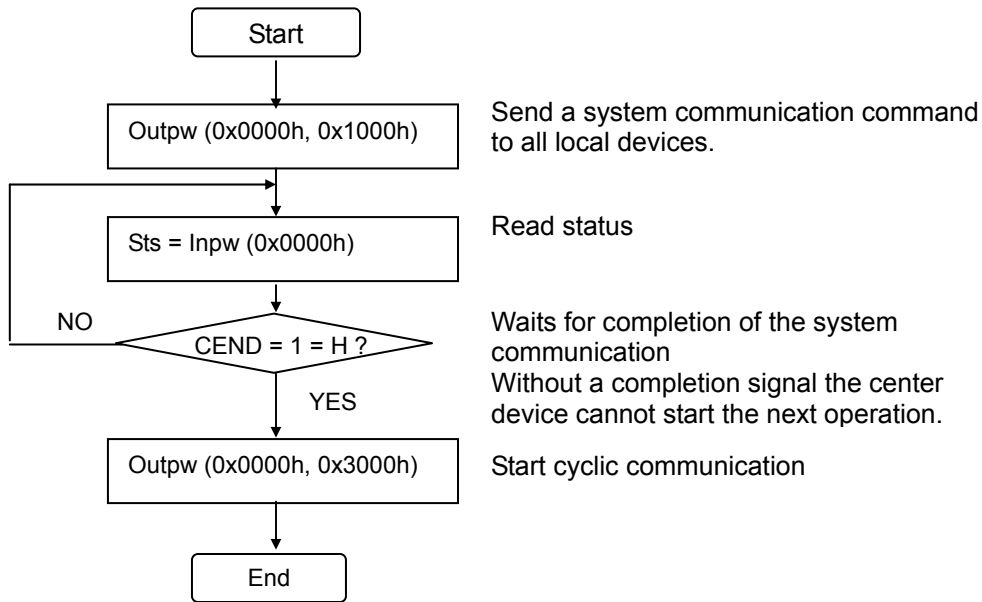 Start
Outpw (0x0000h, 0x1000h)
Send a system communication command
to all local devices.
Sts = Inpw (0x0000h)
Read status
NO
CEND = 1 = H ?
Waits for completion of the system
communication
Without a completion signal the center
device cannot start the next operation.
YES
Outpw (0x0000h, 0x3000h)
Start cyclic communication
End